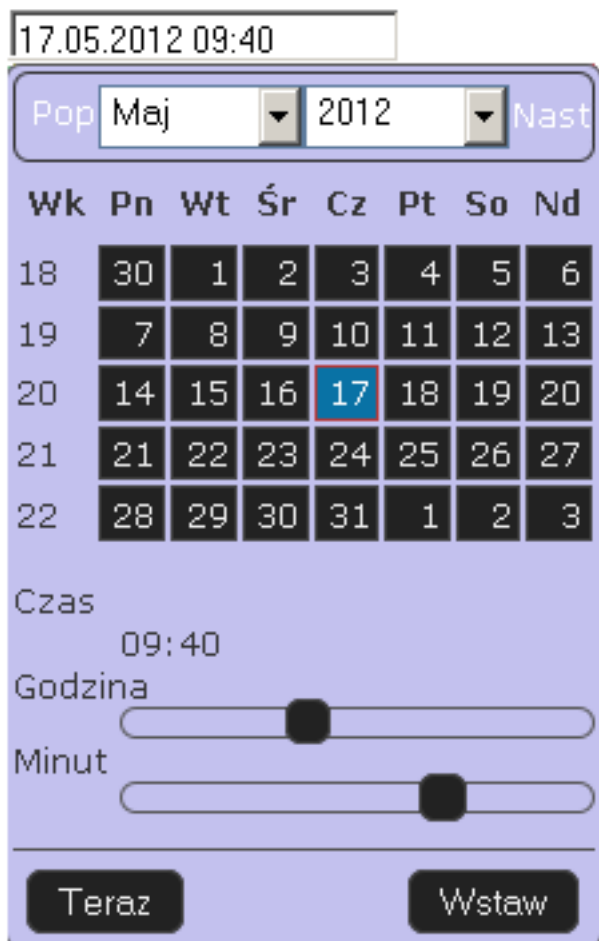 17.05.2012 09:40
Pop Maj 2012 Nast
Wk Pn Wt Śr Cz Pt So Nd
18 30 1 2 3 4 5 6
19 7 8 9 10 11 12 13
20 14 15 16 17 18 19 20
21 21 22 23 24 25 26 27
22 28 29 30 31 1 2 3
Czas
09:40
Godzina
Minut
Teraz Wstaw